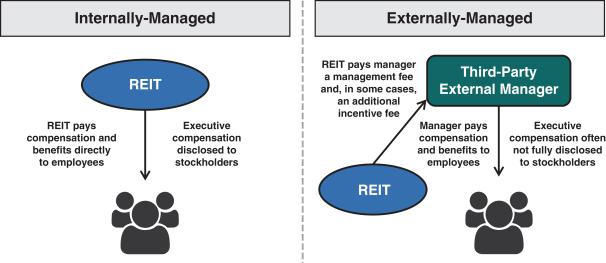 Internally-Managed
REIT
REIT pays
compensation and
benefits directly
to employees
Executive
compensation
disclosed to
stockholders
Externally-Managed
REIT pays manager
a management fee
and, in some cases,
an additional
incentive fee
Third-Party
External Manager
Manager pays
compensation
and benefits to
employees
Executive
compensation often
not fully disclosed
to stockholders
REIT